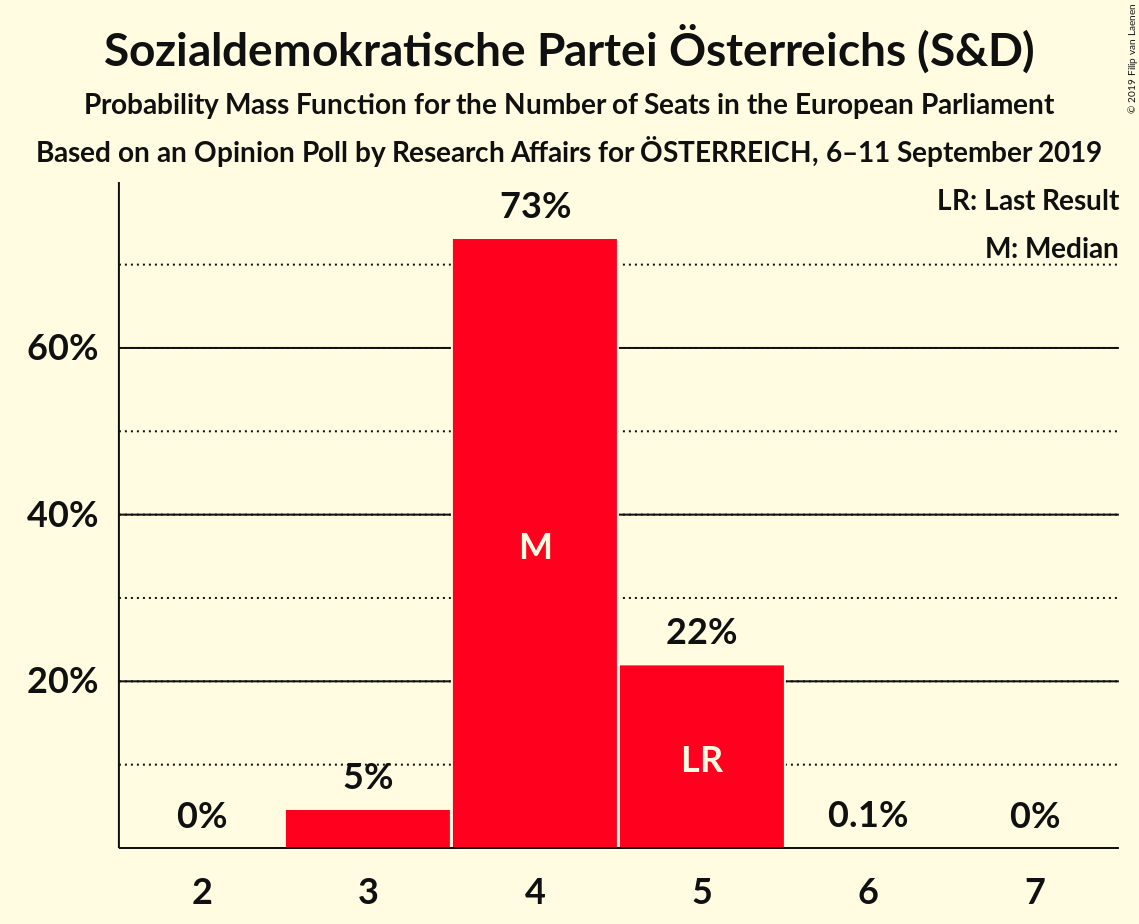 Sozialdemokratische Partei Österreichs (S&D)
Probability Mass Function for the Number of Seats in the European Parliament
Based on an Opinion Poll by Research Affairs for ÖSTERREICH, 6–11 September 2019
© 2019 Filip van Laenen
LR: Last Result
M: Median
73%
60%
40%
M
22%
20%
LR
5%
0%
0.1%
0%
2 3 4 5 6 7